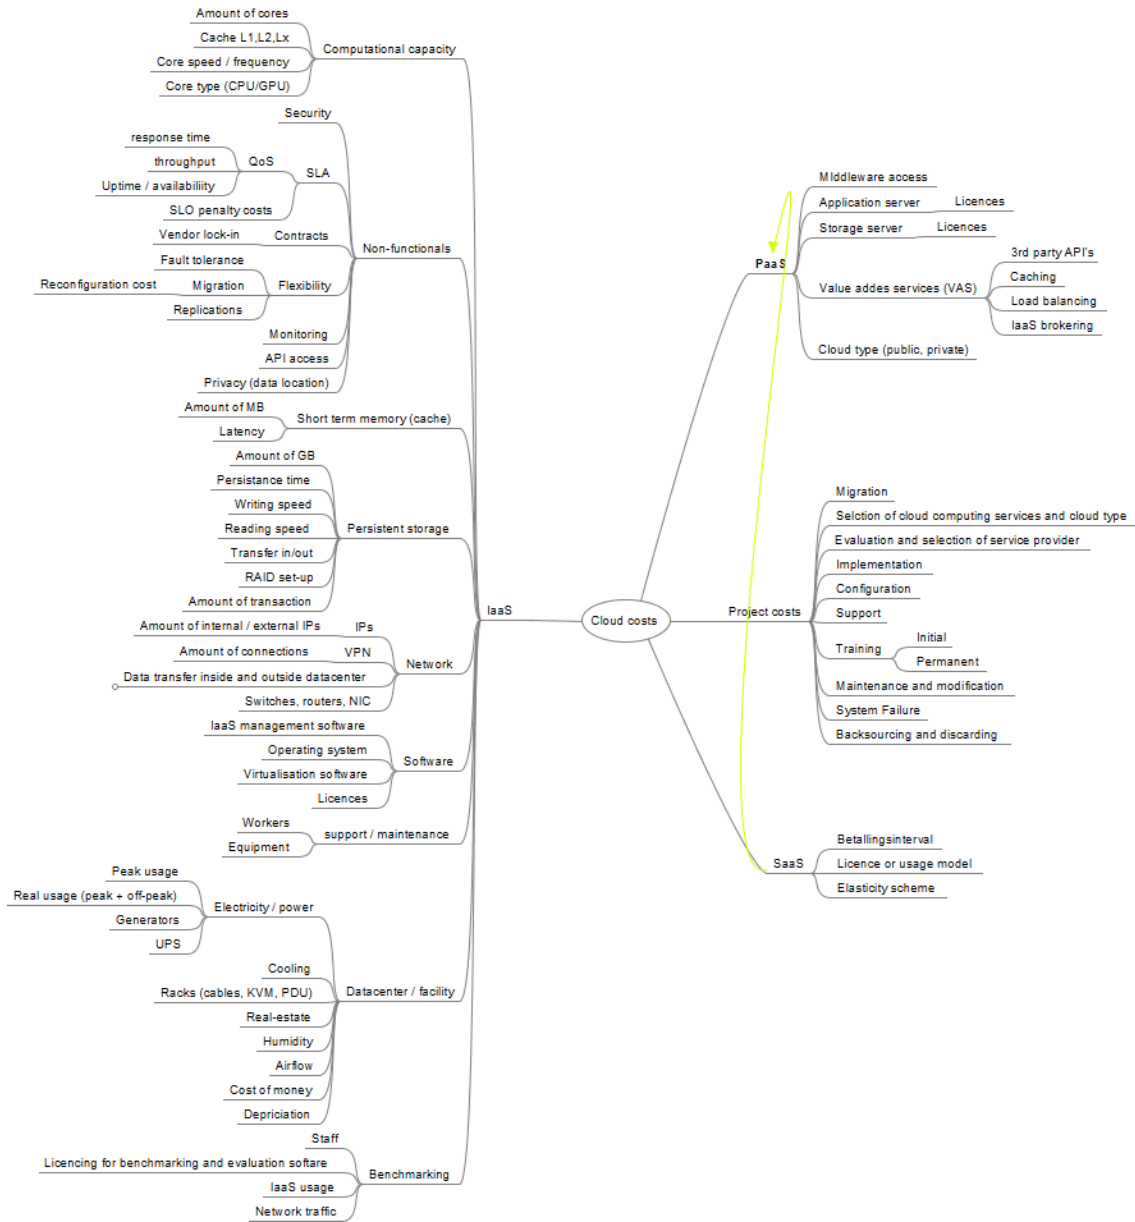 Amount of cores
Cache L1,L2,Lx
Core speed / frequency
Core type (CPU/GPU)
Computational capacity
Security
response time
throughput
Uptime / availabiliity
QoS
SLO penalty costs
SLA
Vendor lock-in
Contracts
Non-functionals
Fault tolerance
Reconfiguration cost
Migration
Replications
Flexibility
Monitoring
API access
Privacy (data location)
Amount of MB
Latency
Short term memory (cache)
Amount of GB
Persistance time
Writing speed
Reading speed
Transfer in/out
RAID set-up
Amount of transaction
Persistent storage
IaaS
Amount of internal / external IPs
IPs
Amount of connections
VPN
Data transfer inside and outside datacenter
Switches, routers, NIC
Network
IaaS management software
Operating system
Virtualisation software
Licences
Software
Workers
Equipment
support / maintenance
Peak usage
Real usage (peak + off-peak)
Generators
UPS
Electricity / power
Cooling
Racks (cables, KVM, PDU)
Real-estate
Humidity
Airflow
Cost of money
Depriciation
Datacenter / facility
Staff
Licencing for benchmarking and evaluation softare
IaaS usage
Network traffic
Benchmarking
Cloud costs
PaaS
MIddleware access
Application server
Licences
Storage server
Licences
Value addes services (VAS)
3rd party API's
Caching
Load balancing
IaaS brokering
Cloud type (public, private)
Project costs
Migration
Selction of cloud computing services and cloud type
Evaluation and selection of service provider
Implementation
Configuration
Support
Training
Initial
Permanent
Maintenance and modification
System Failure
Backsourcing and discarding
SaaS
Betallingsinterval
Licence or usage model
Elasticity scheme